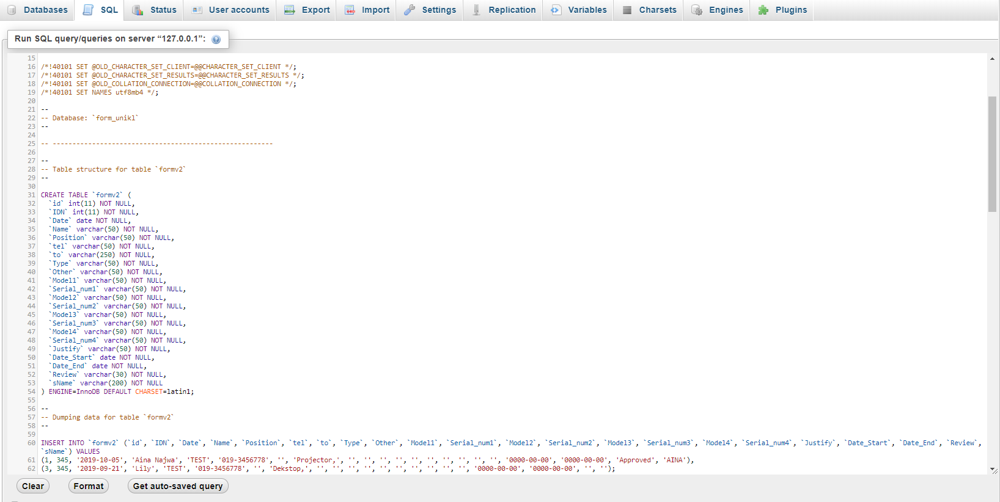 Databases SQL Status User accounts Export Import Settings Replication Variables Charsets Engines Plugins
Run SQL query/queries on server “127.0.0.1”:
15
16 /*!40101 SET @OLD_CHARACTER_SET_CLIENT=@@CHARACTER_SET_CLIENT */;
17 /*!40101 SET @OLD_CHARACTER_SET_RESULTS=@@CHARACTER_SET_RESULTS */;
18 /*!40101 SET @OLD_COLLATION_CONNECTION=@@COLLATION_CONNECTION */;
19 /*!40101 SET NAMES utf8mb4 */;
20
21 --
22 -- Database: `form_unikl`
23 --
24
25 -- --------------------------------------------------------
26
27 --
28 -- Table structure for table `formv2`
29 --
30
31 CREATE TABLE `formv2` (
32 `id` int(11) NOT NULL,
33 `IDN` int(11) NOT NULL,
34 `Date` date NOT NULL,
35 `Name` varchar(50) NOT NULL,
36 `Position` varchar(50) NOT NULL,
37 `tel` varchar(50) NOT NULL,
38 `to` varchar(250) NOT NULL,
39 `Type` varchar(50) NOT NULL,
40 `Other` varchar(50) NOT NULL,
41 `Model1` varchar(50) NOT NULL,
42 `Serial_num1` varchar(50) NOT NULL,
43 `Model2` varchar(50) NOT NULL,
44 `Serial_num2` varchar(50) NOT NULL,
45 `Model3` varchar(50) NOT NULL,
46 `Serial_num3` varchar(50) NOT NULL,
47 `Model4` varchar(50) NOT NULL,
48 `Serial_num4` varchar(50) NOT NULL,
49 `Justify` varchar(50) NOT NULL,
50 `Date_Start` date NOT NULL,
51 `Date_End` date NOT NULL,
52 `Review` varchar(30) NOT NULL,
53 `sName` varchar(200) NOT NULL
54 ) ENGINE=InnoDB DEFAULT CHARSET=latin1;
55
56 --
57 -- Dumping data for table `formv2`
58 --
59
60 INSERT INTO `formv2` (`id`, `IDN`, `Date`, `Name`, `Position`, `tel`, `to`, `Type`, `Other`, `Model1`, `Serial_num1`, `Model2`, `Serial_num2`, `Model3`, `Serial_num3`, `Model4`, `Serial_num4`, `Justify`, `Date_Start`, `Date_End`, `Review`,
`sName`) VALUES
61 (1, 345, '2019-10-05', 'Aina Najwa', 'TEST', '019-3456778', '', 'Projector,', '', '', '', '', '', '', '', '', '', '', '0000-00-00', '0000-00-00', 'Approved', 'AINA'),
62 (3, 345, '2019-09-21', 'Lily', 'TEST', '019-3456778', '', 'Dekstop,', '', '', '', '', '', '', '', '', '', '', '0000-00-00', '0000-00-00', '', '');
Clear Format Get auto-saved query